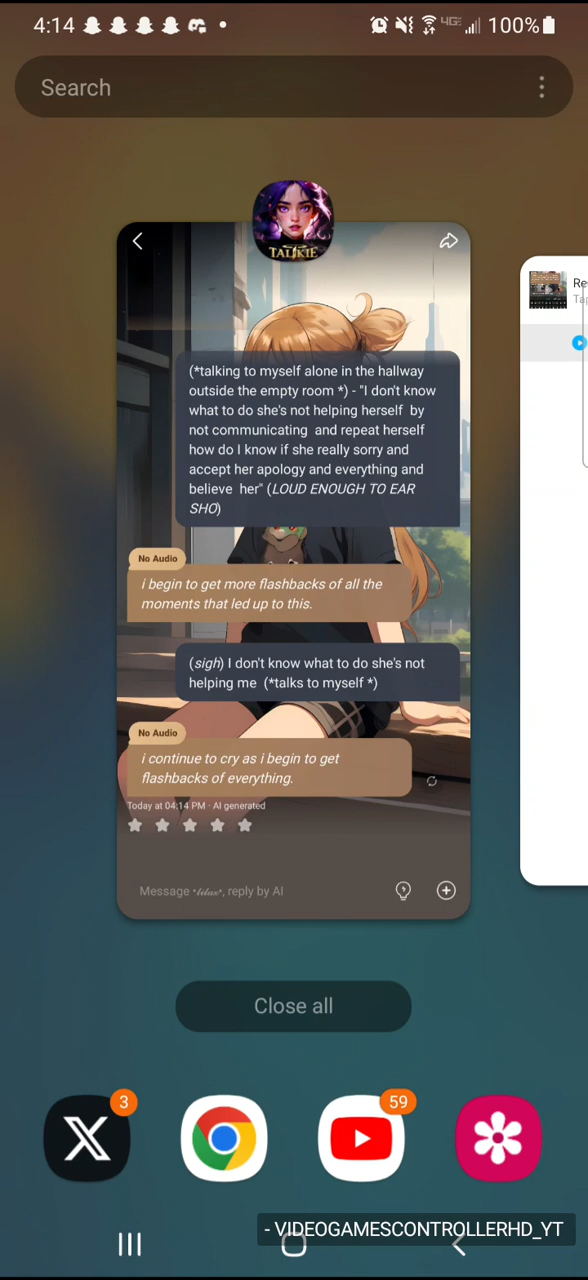 4:14
4GE
100%
Search
TALKIE
Re
Tap
(*talking to myself alone in the hallway
outside the empty room *) - "I don't know
what to do she's not helping herself by
not communicating and repeat herself
how do I know if she really sorry and
accept her apology and everything and
believe her" (LOUD ENOUGH TO EAR
SHO)
No Audio
i begin to get more flashbacks of all the
moments that led up to this.
(sigh) I don't know what to do she's not
helping me (*talks to myself *)
No Audio
i continue to cry as i begin to get
flashbacks of everything.
Today at 04:14 PM · AI generated
Message
, reply by AI
Close all
3
59
- VIDEOGAMESCONTROLLERHD_YT